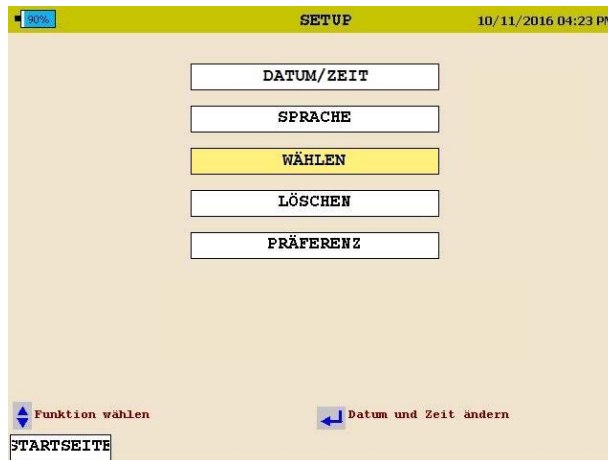 90%
SETUP
10/11/2016 04:23 PM
DATUM/ZEIT
SPRACHE
WÄHLEN
LÖSCHEN
PRÄFERENZ
Funktion wählen
Datum und Zeit ändern
STARTSEITE